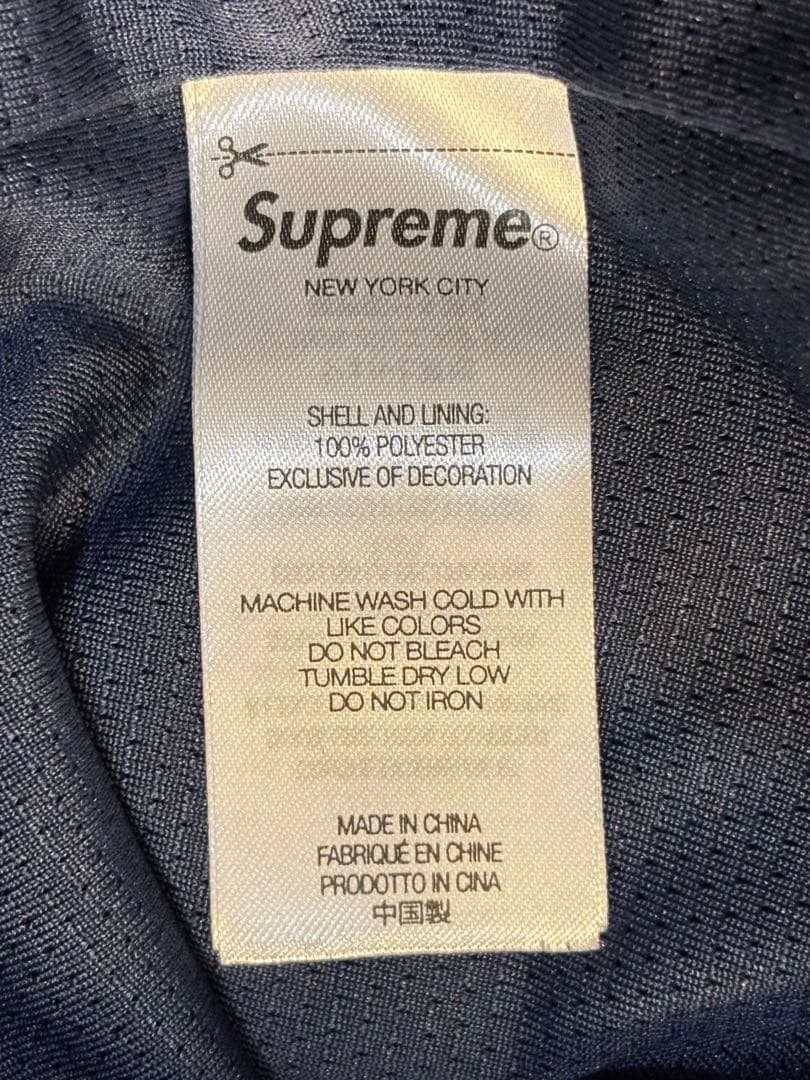 Supreme®
NEW YORK CITY
SHELL AND LINING:
100% POLYESTER
EXCLUSIVE OF DECORATION
MACHINE WASH COLD WITH
LIKE COLORS
DO NOT BLEACH
TUMBLE DRY LOW
DO NOT IRON
MADE IN CHINA
FABRIQUÉ EN CHINE
PRODOTTO IN CINA
中国製